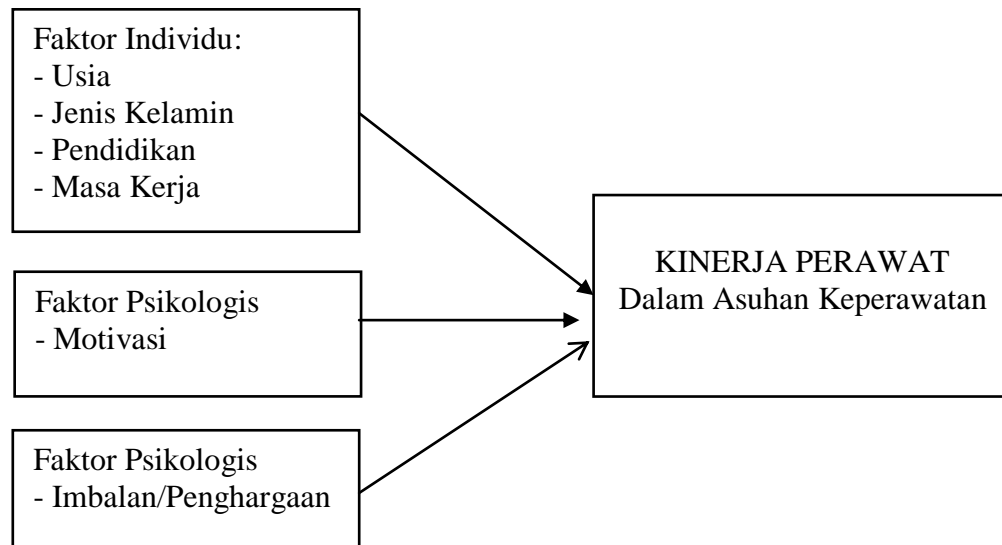 Faktor Individu:
- Usia
- Jenis Kelamin
- Pendidikan
- Masa Kerja
Faktor Psikologis
- Motivasi
Faktor Psikologis
- Imbalan/Penghargaan
KINERJA PERAWAT
Dalam Asuhan Keperawatan